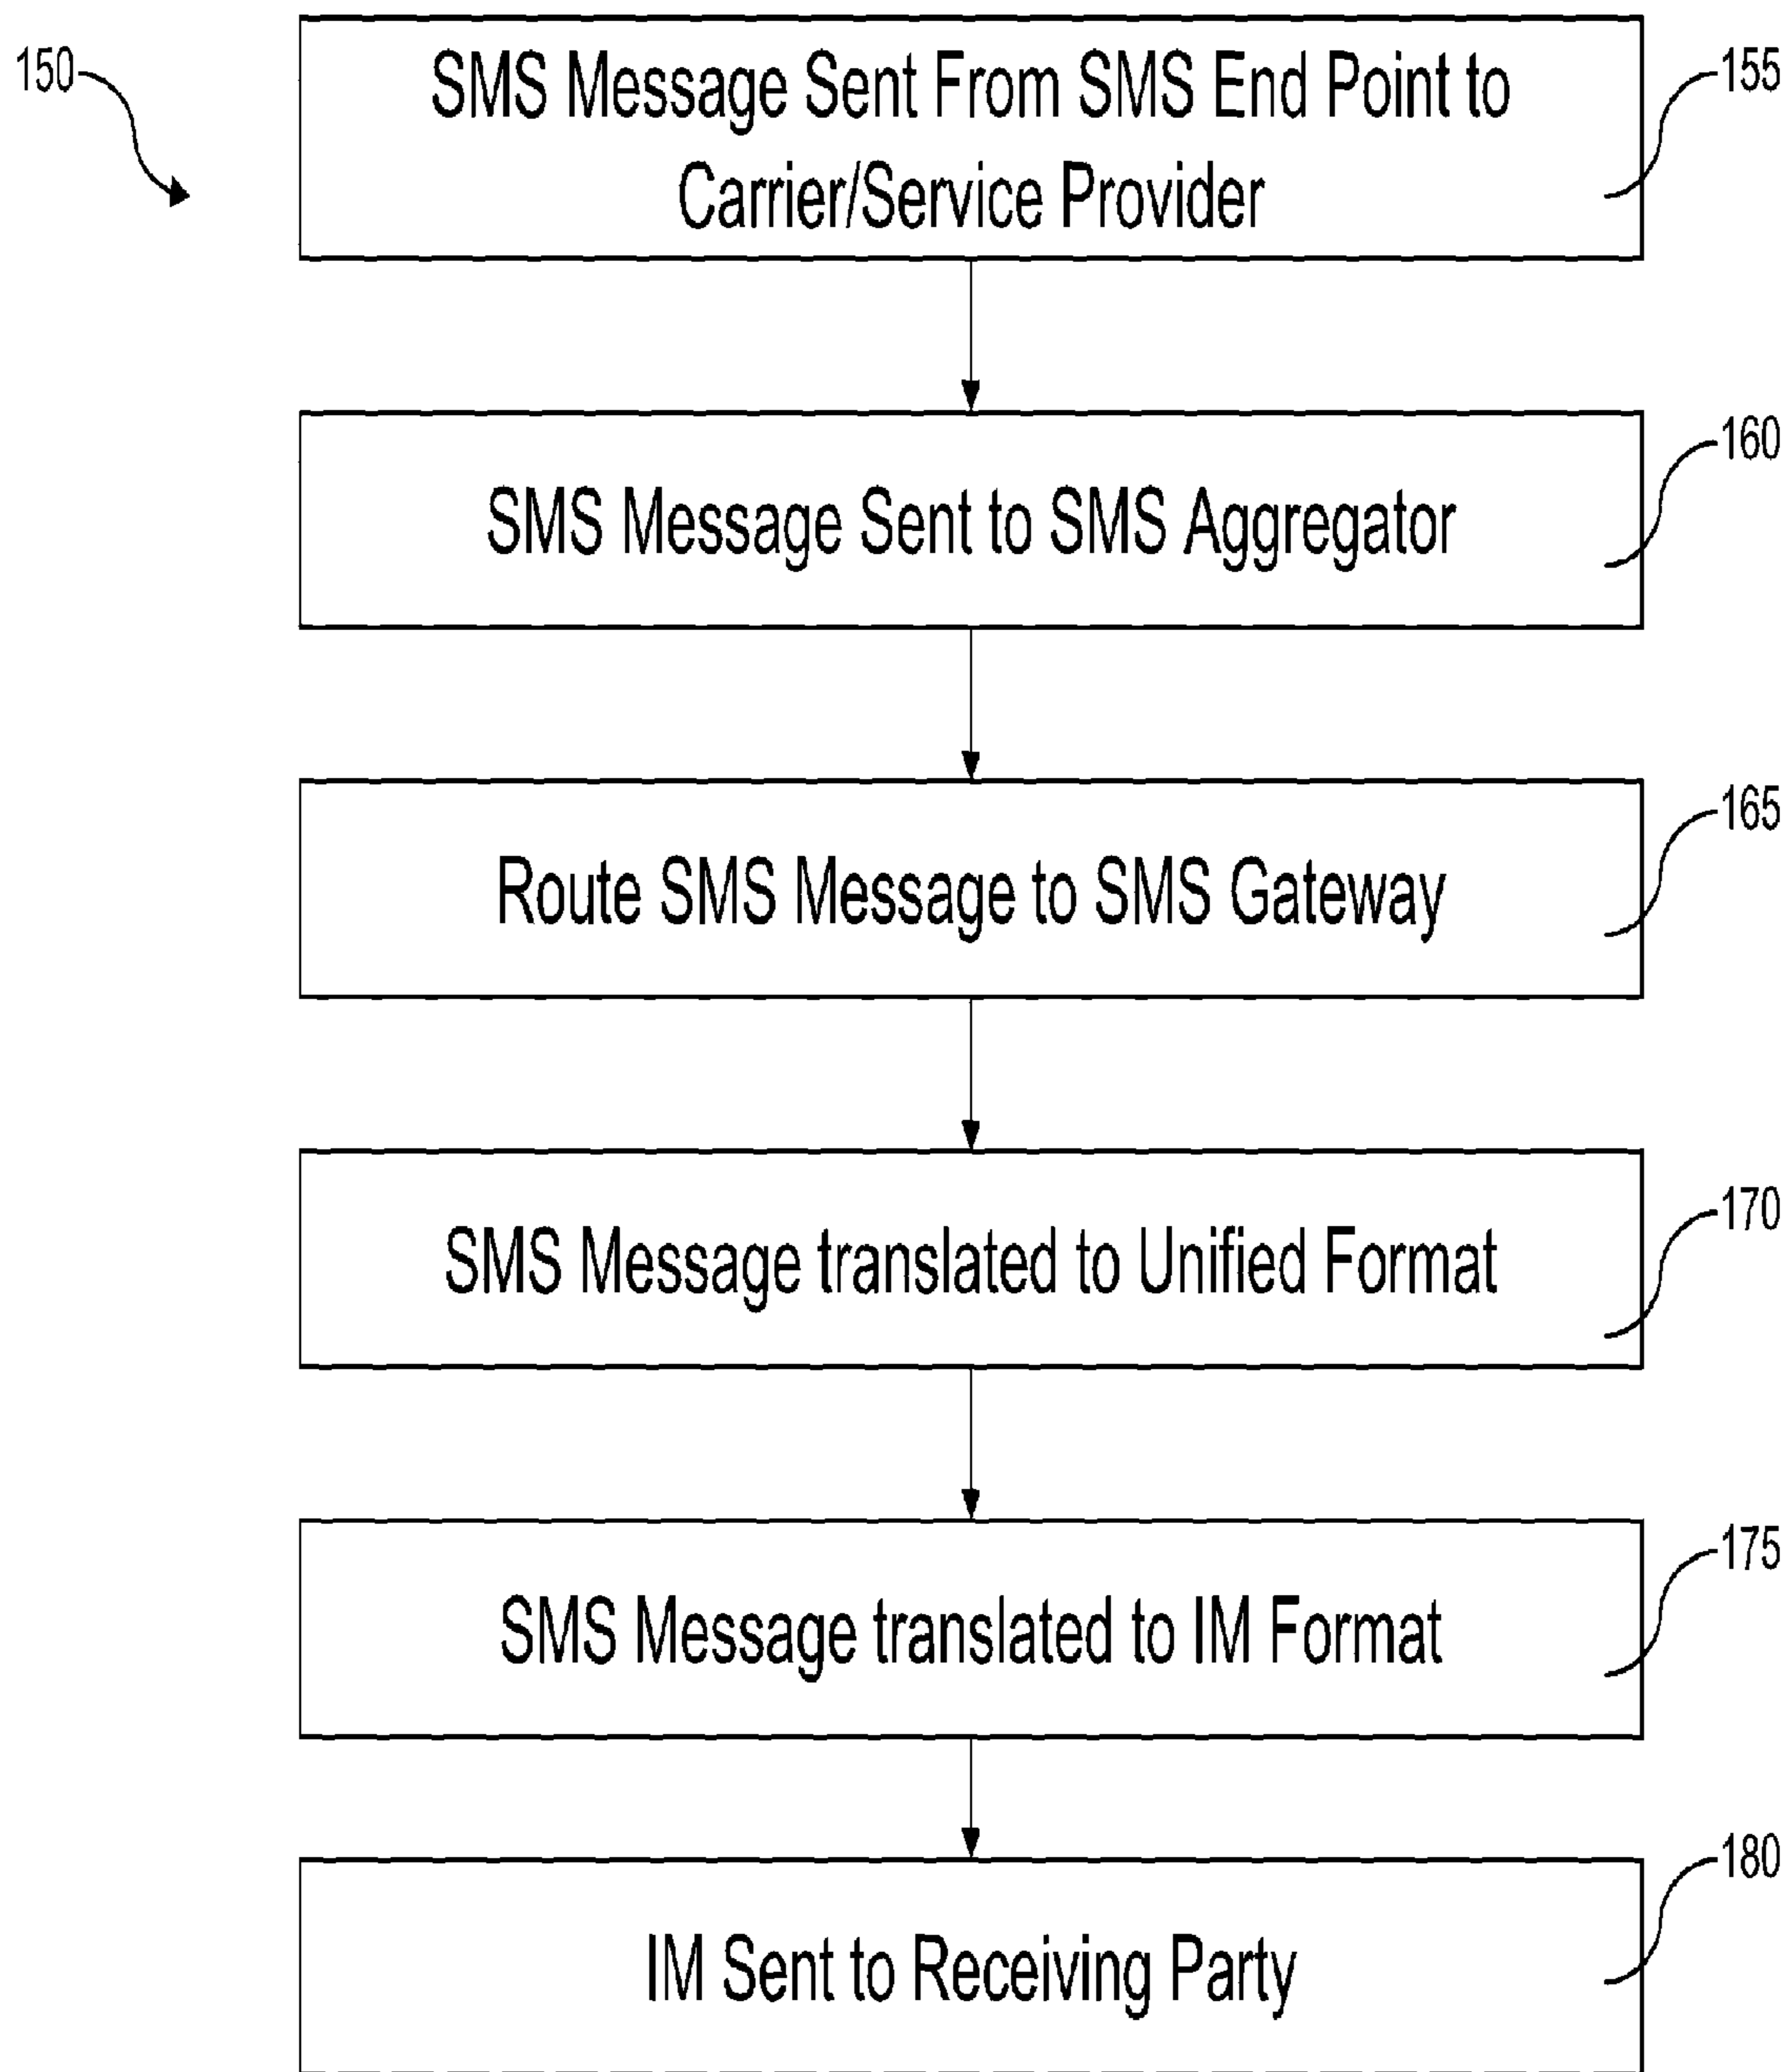 150
SMS Message Sent From SMS End Point to
Carrier/Service Provider
155
SMS Message Sent to SMS Aggregator
160
Route SMS Message to SMS Gateway
165
SMS Message translated to Unified Format
170
SMS Message translated to IM Format
175
IM Sent to Receiving Party
180